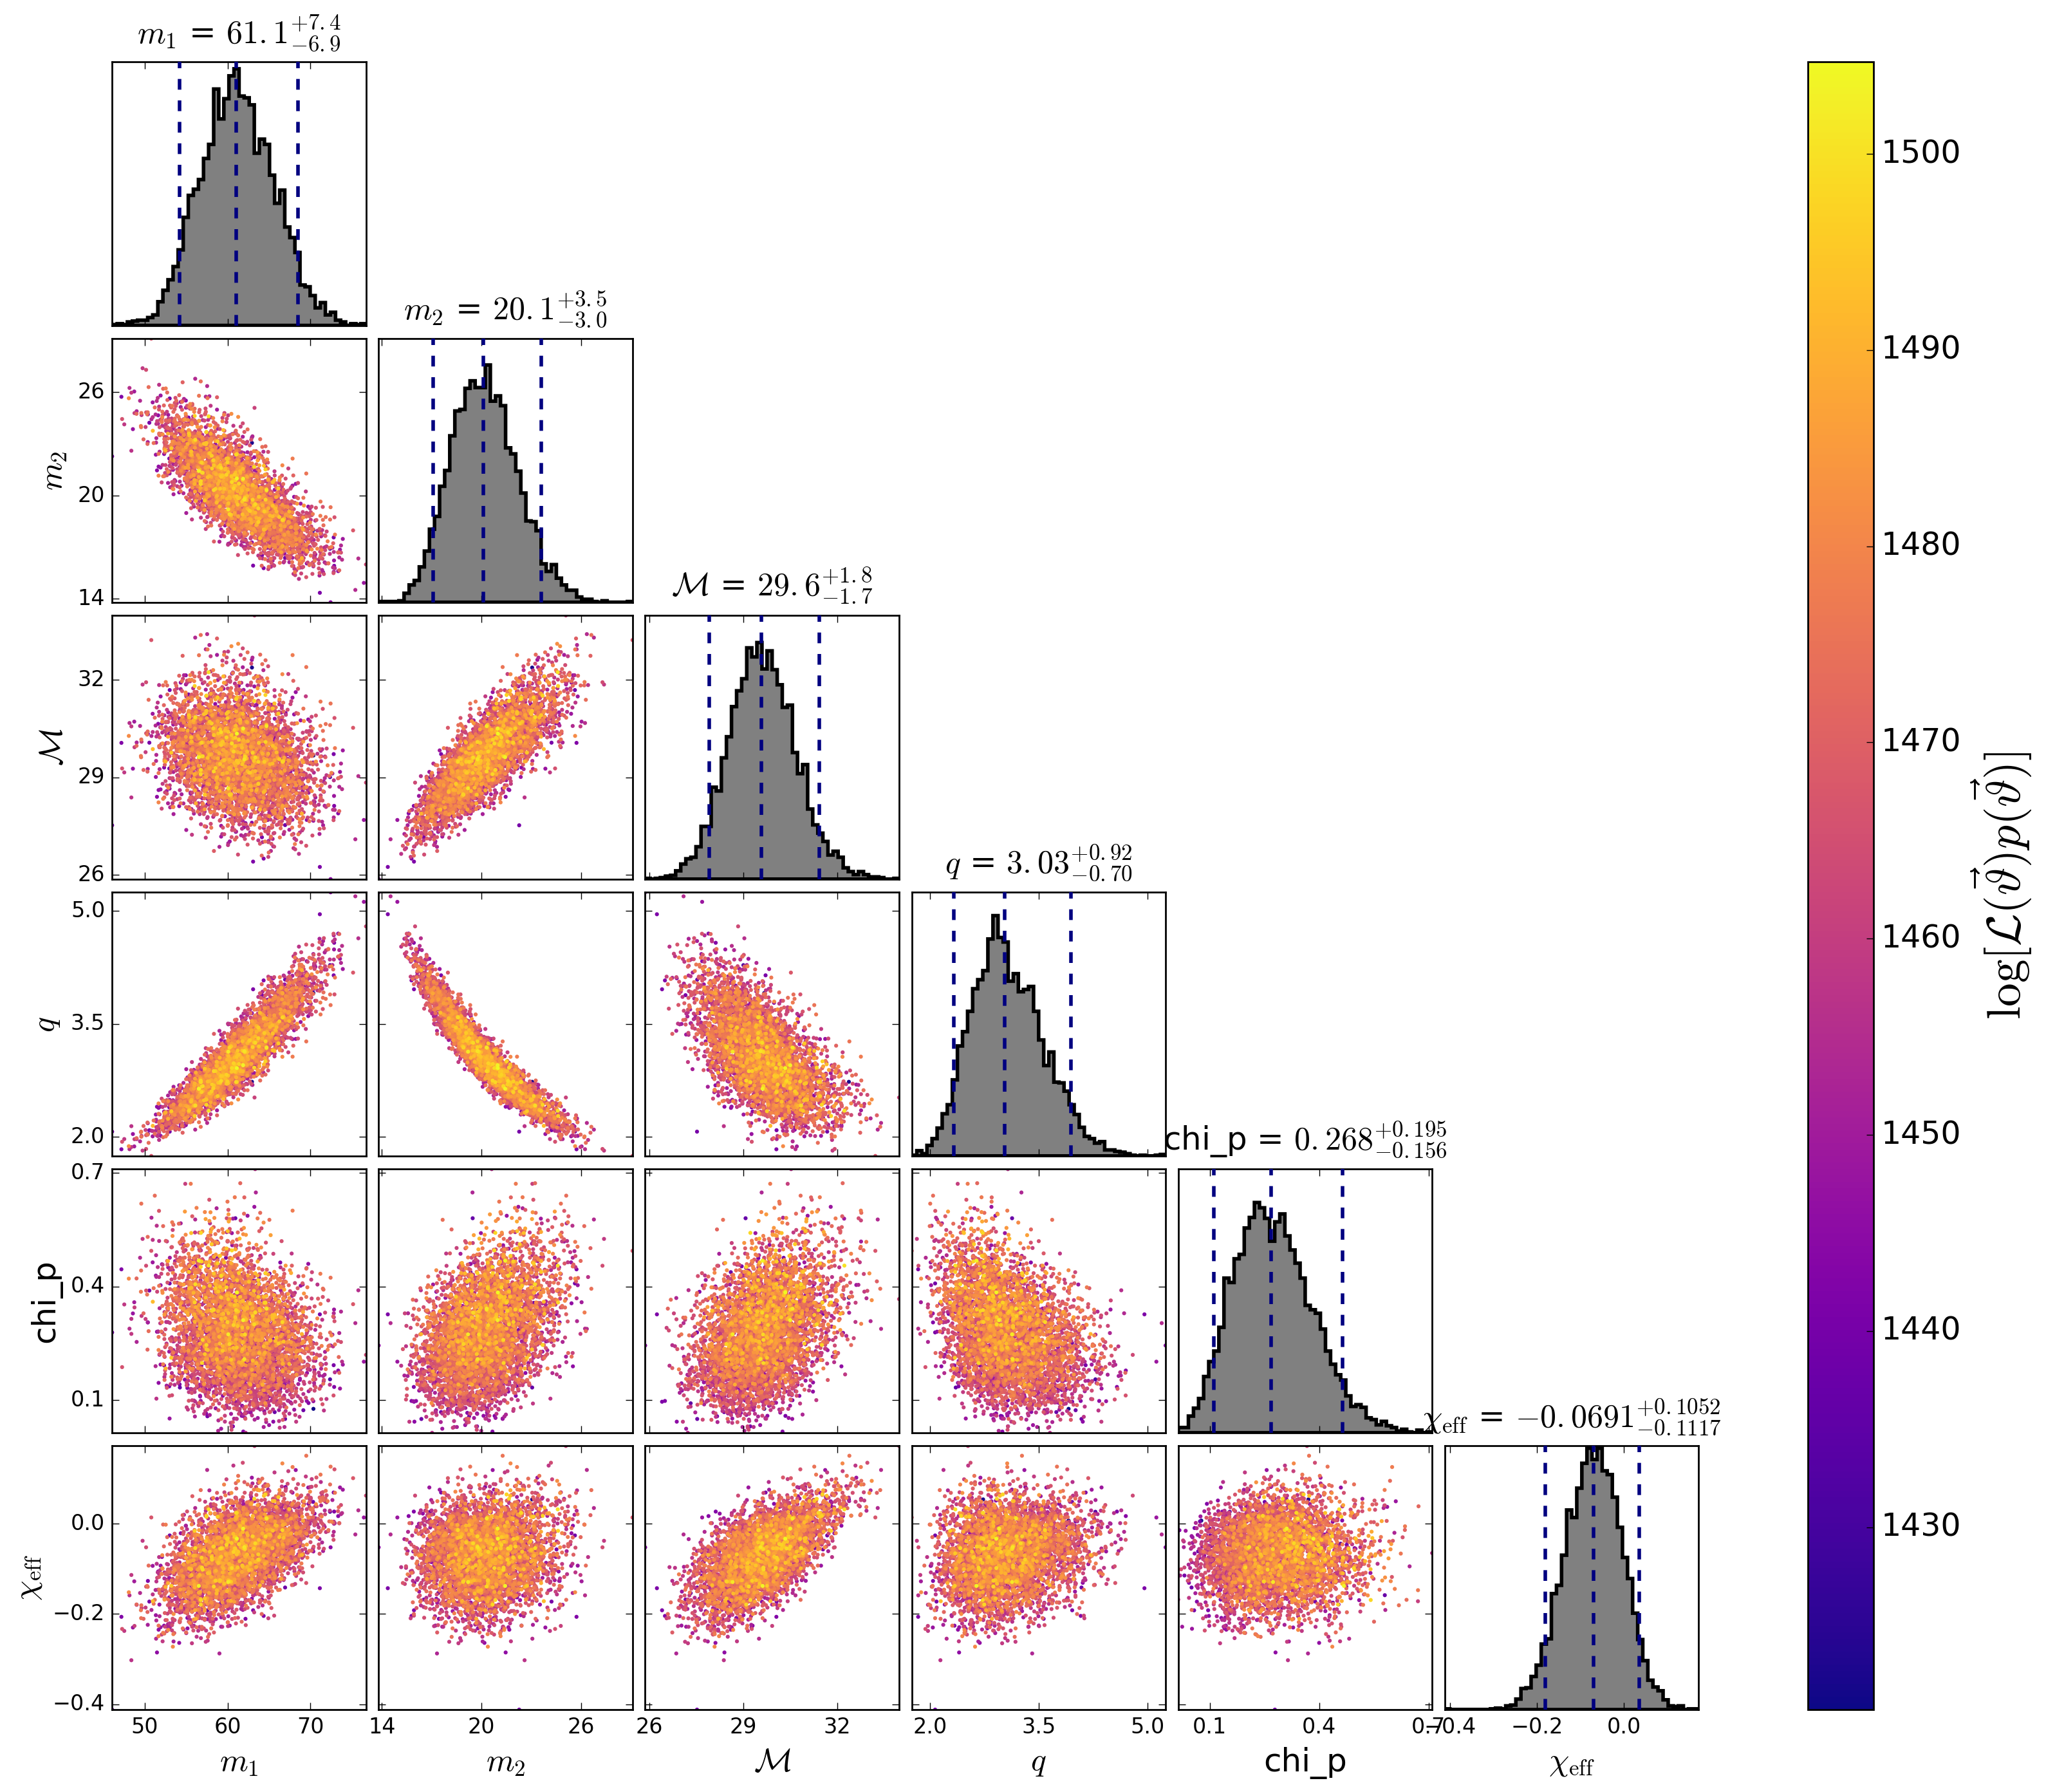 m_1 = 61.1^{+7.4}_{-6.9}
m_2 = 20.1^{+3.5}_{-3.0}
ℳ = 29.6^{+1.8}_{-1.7}
q = 3.03^{+0.92}_{-0.70}
chi_p = 0.268^{+0.195}_{-0.156}
χ_eff = −0.0691^{+0.1052}_{-0.1117}
m_2
26
20
14
ℳ
32
29
26
q
5.0
3.5
2.0
chi_p
0.7
0.4
0.1
χ_eff
0.0
−0.2
−0.4
50 60 70
14 20 26
26 29 32
2.0 3.5 5.0
0.1 0.4 0.7
−0.4 −0.2 0.0
m_1
m_2
ℳ
q
chi_p
χ_eff
1500
1490
1480
1470
1460
1450
1440
1430
log[ℒ(ϑ⃗)p(ϑ⃗)]